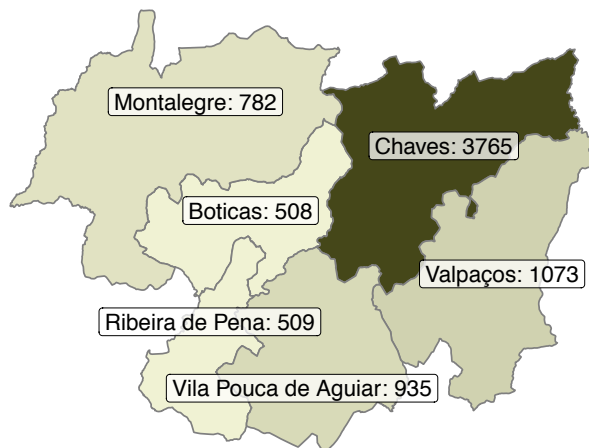 Montalegre: 782
Chaves: 3765
Boticas: 508
Valpaços: 1073
Ribeira de Pena: 509
Vila Pouca de Aguiar: 935